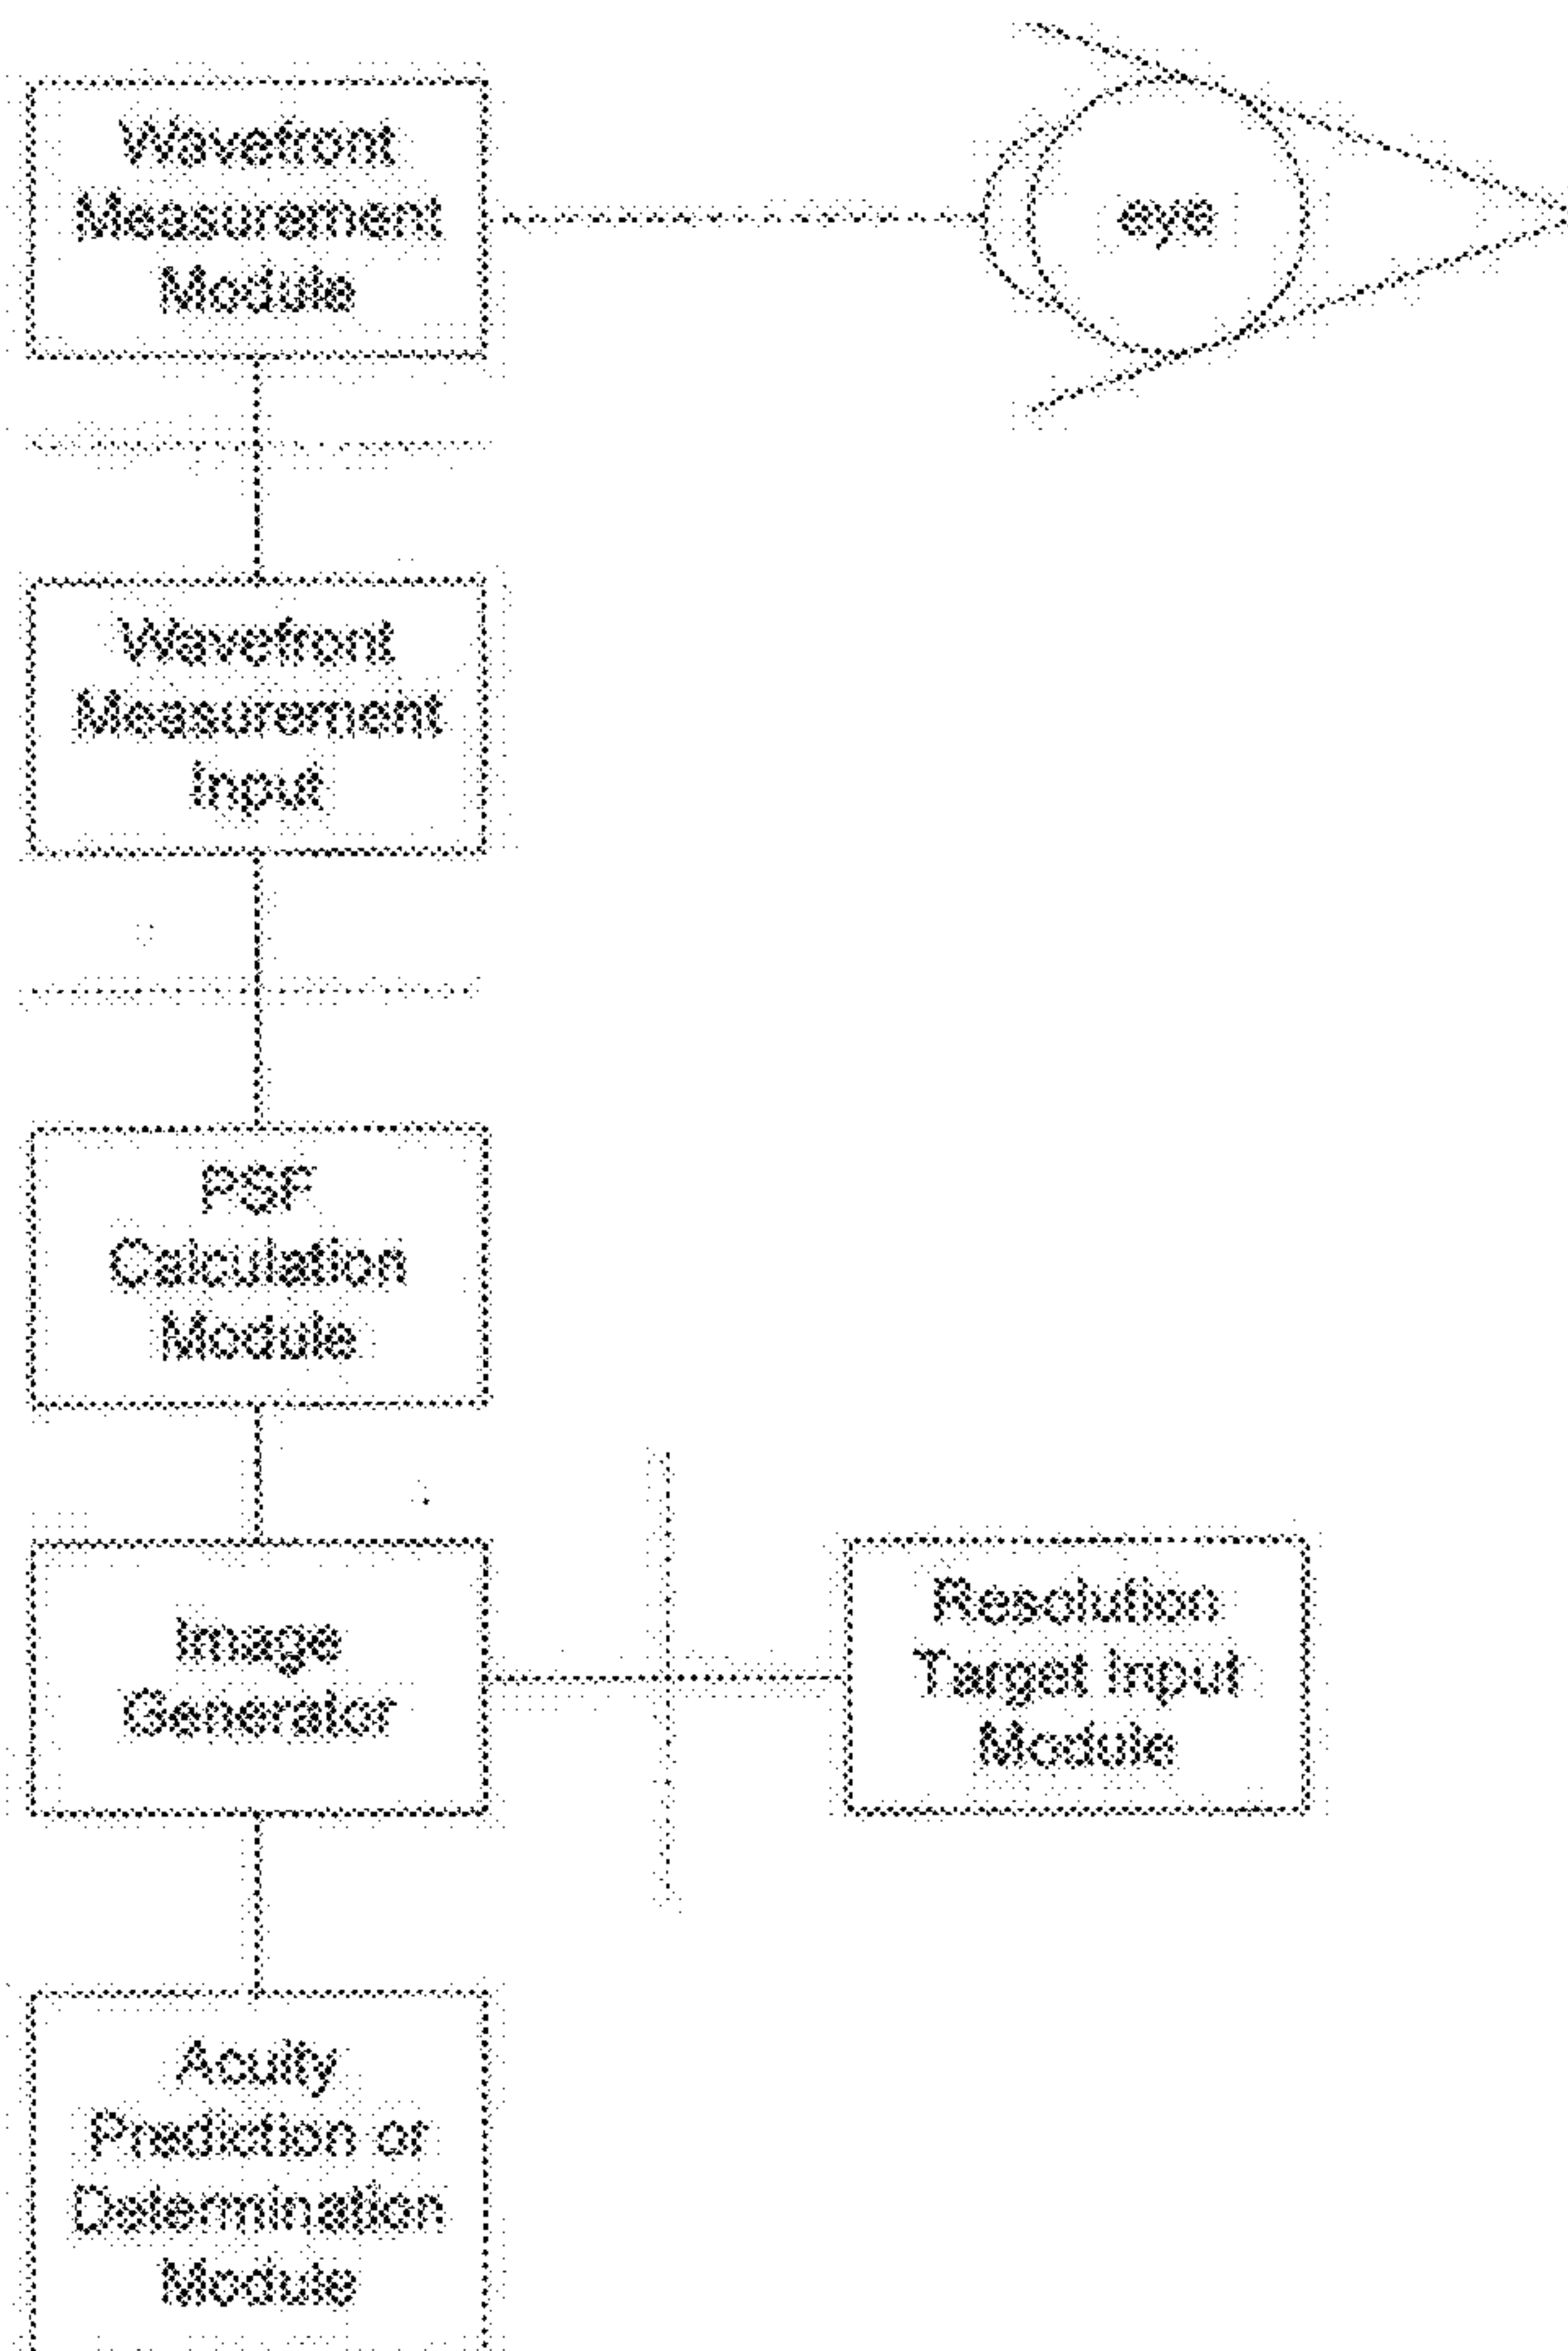 Wavefront
Measurement
Module
eye
Wavefront
Measurement
Input
PSF
Calculation
Module
Image
Generator
Resolution
Target Input
Module
Acuity
Prediction or
Determination
Module